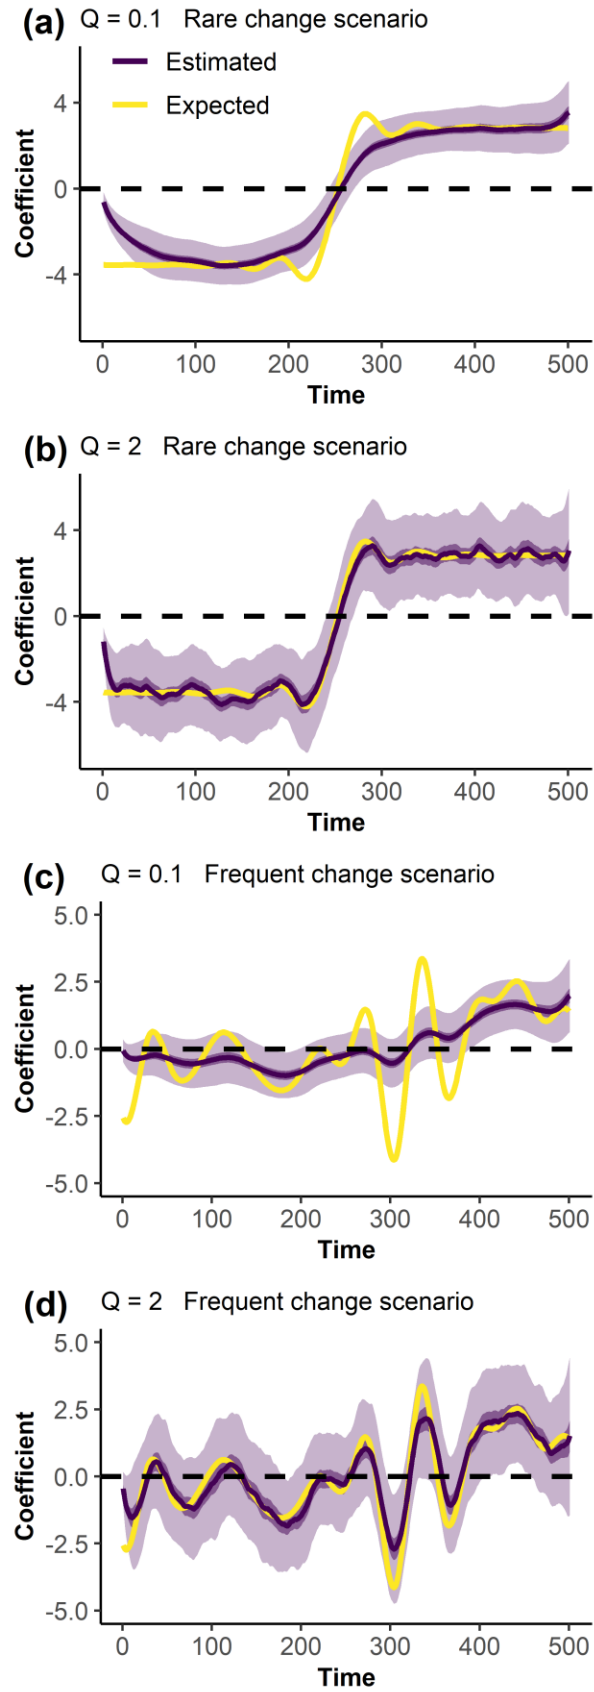 (a) Q = 0.1 Rare change scenario
Estimated
Expected
4
0
-4
Coefficient
0 100 200 300 400 500
Time
(b) Q = 2 Rare change scenario
4
0
-4
Coefficient
0 100 200 300 400 500
Time
(c) Q = 0.1 Frequent change scenario
5.0
2.5
0.0
-2.5
-5.0
Coefficient
0 100 200 300 400 500
Time
(d) Q = 2 Frequent change scenario
5.0
2.5
0.0
-2.5
-5.0
Coefficient
0 100 200 300 400 500
Time